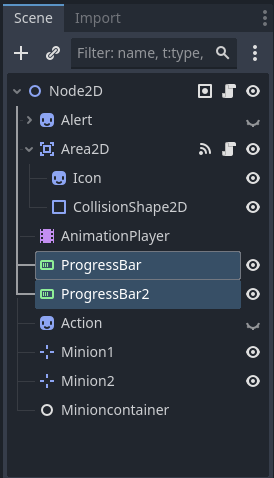 Scene Import
Filter: name, t:type,
Node2D
Alert
Area2D
Icon
CollisionShape2D
AnimationPlayer
ProgressBar
ProgressBar2
Action
Minion1
Minion2
Minioncontainer